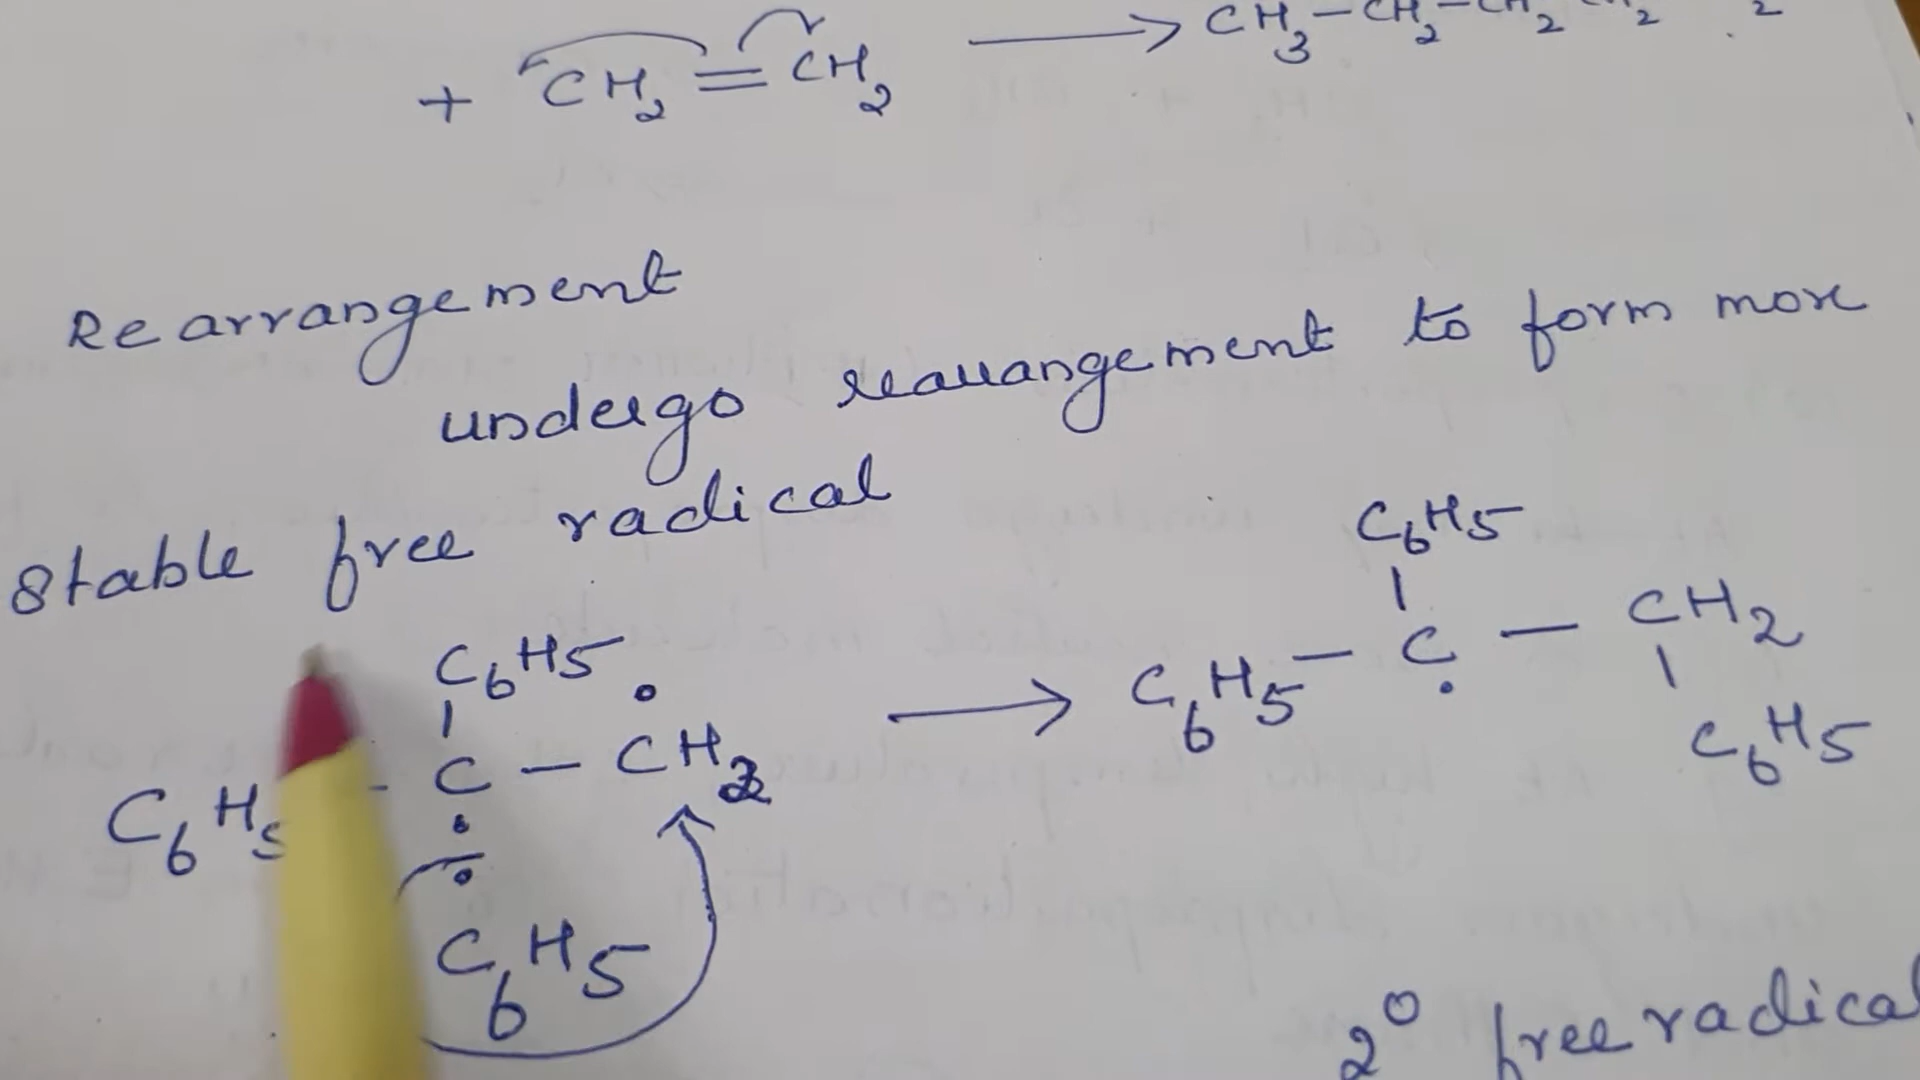 + CH₂=CH₂ ⟶ CH₃–CH₂–CH₂
Rearrangement
undergo rearrangement to form more
stable free radical
C₆H₅ C₆H₅
C₆H₅ - C – CH₂ ⟶ C₆H₅ – C – CH₂
C₆H₅ C₆H₅
2° free radical